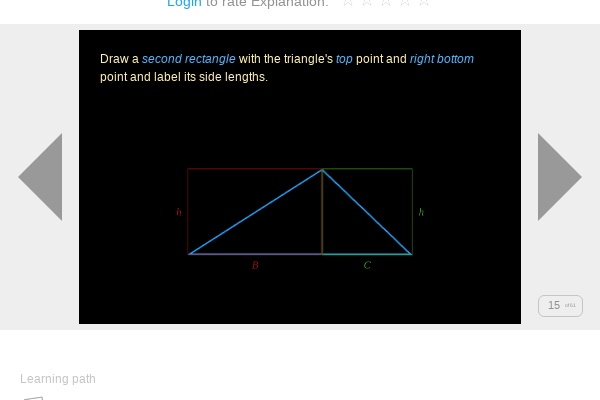 Login to rate Explanation:
Draw a second rectangle with the triangle's top point and right bottom
point and label its side lengths.
h
h
B
C
15
Learning path